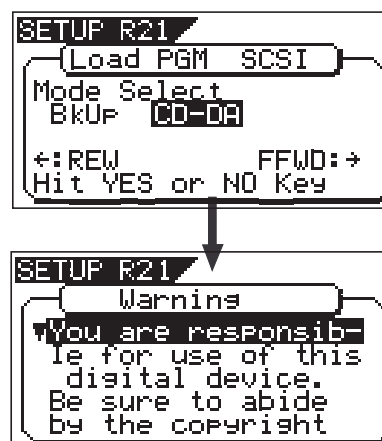 SETUP R21
Load PGM SCSI
Mode Select
BkUp CD-DA
←:REW FFWD:→
Hit YES or NO Key
SETUP R21
Warning
▼You are responsib-
le for use of this
digital device.
Be sure to abide
by the copyright